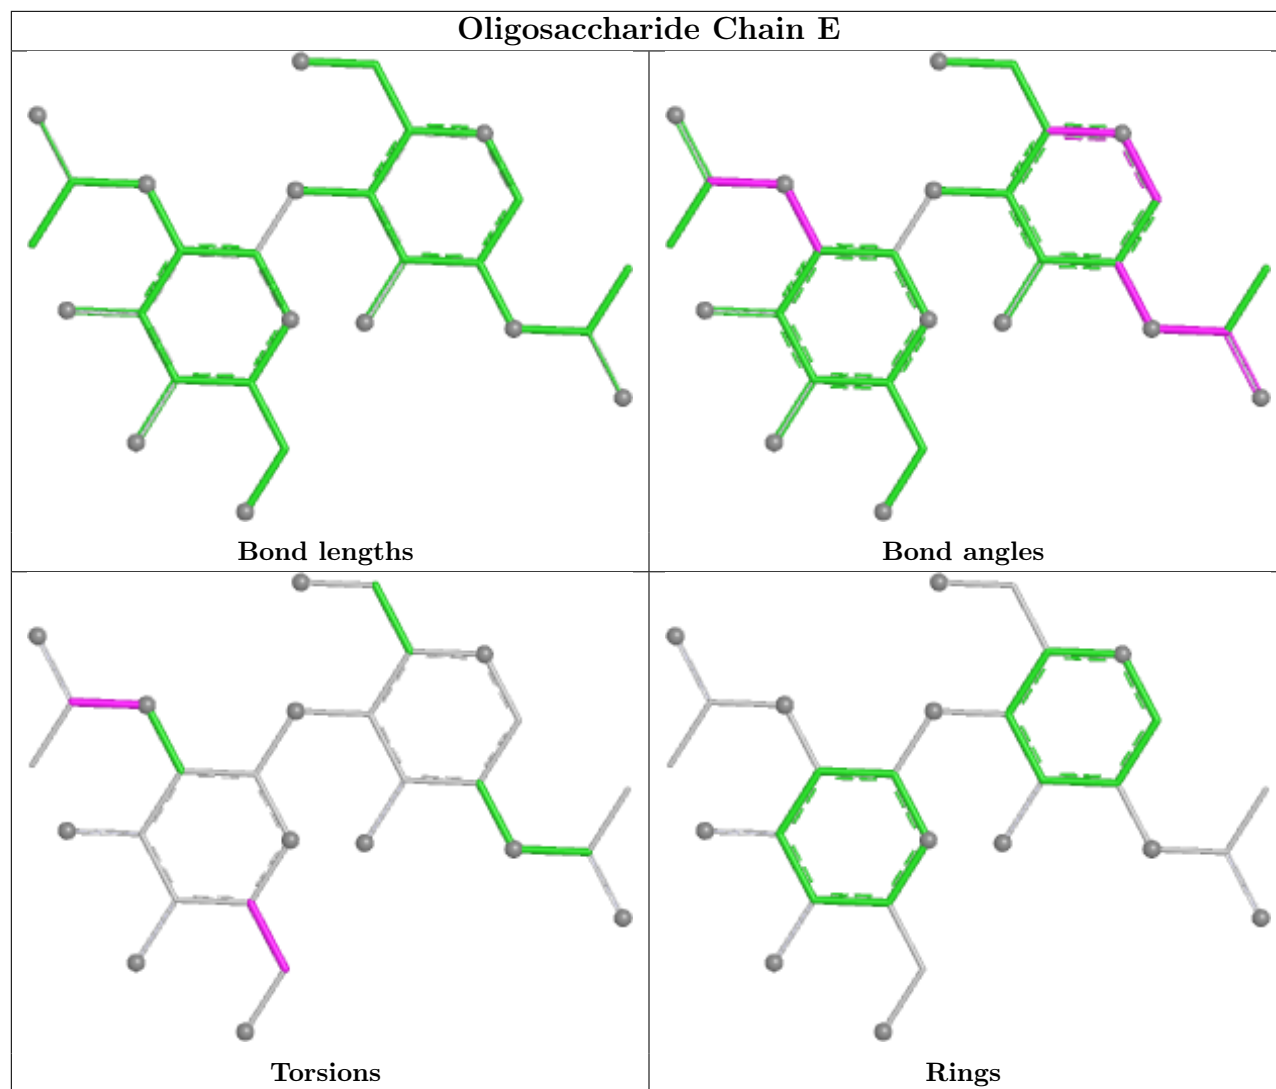 Oligosaccharide Chain E
Bond lengths
Bond angles
Torsions
Rings